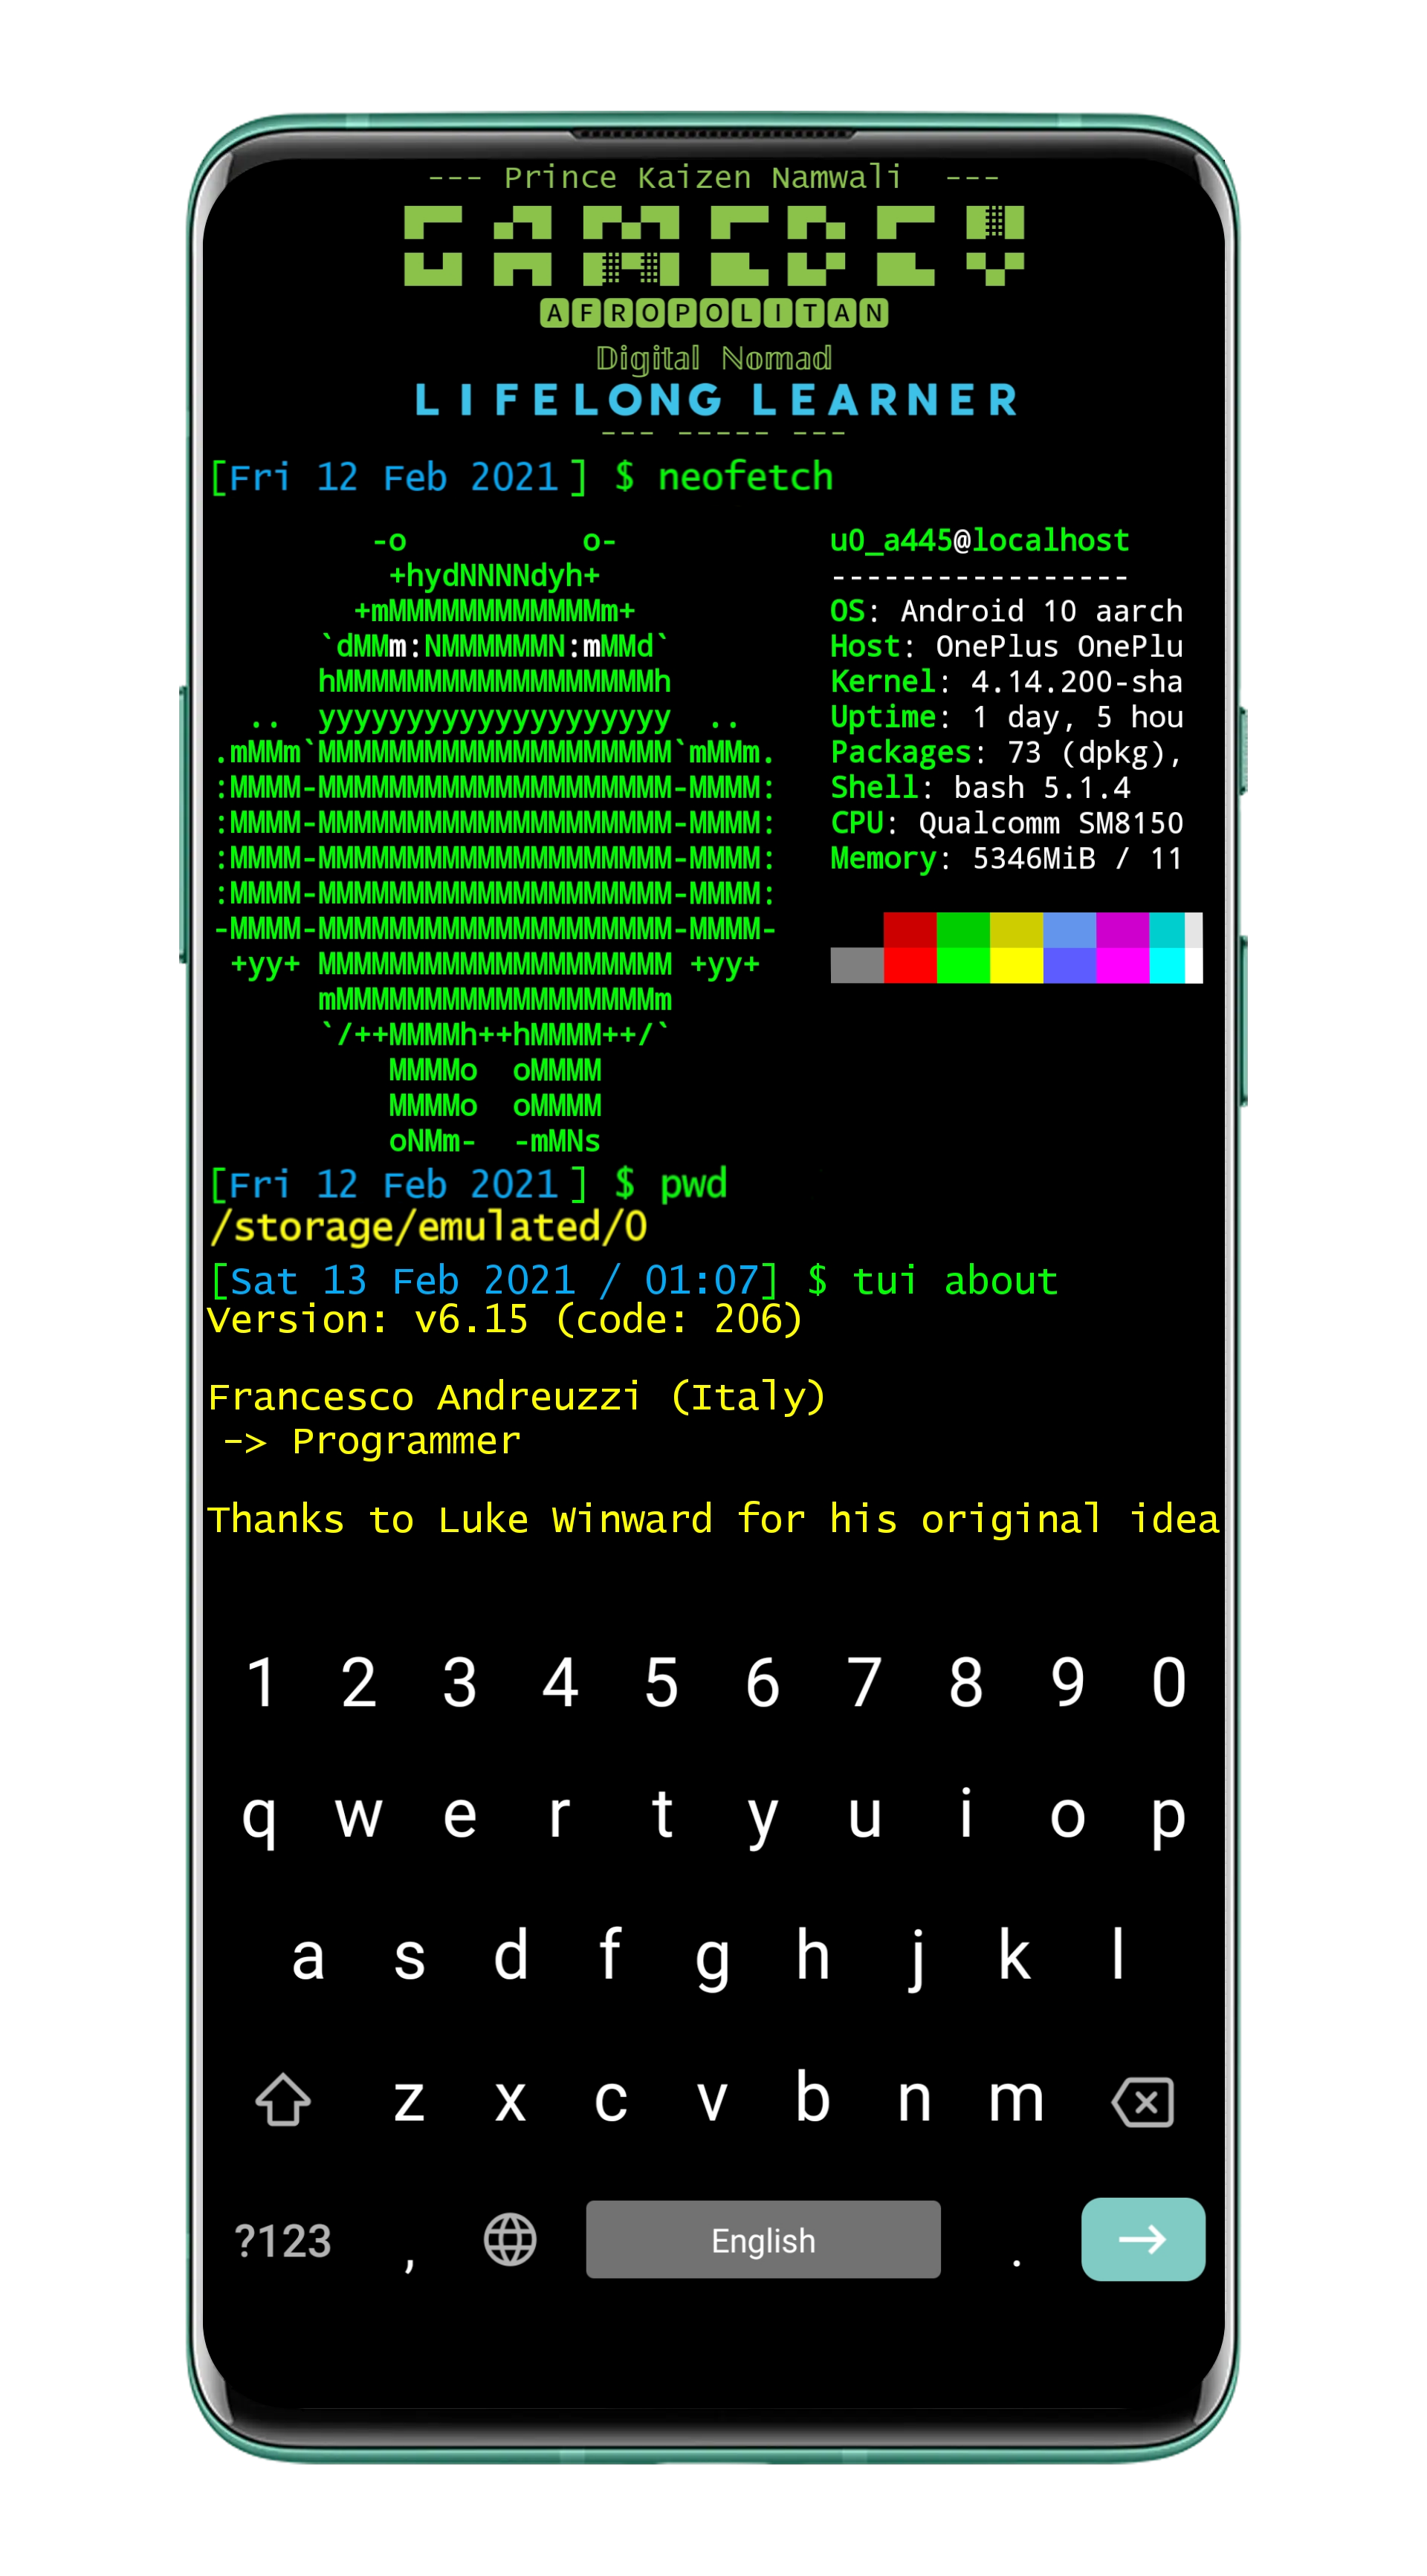 --- Prince Kaizen Namwali ---
GAMEDEV
AFROPOLITAN
Digital Nomad
LIFELONG LEARNER
--- ----- ---
[Fri 12 Feb 2021 ] $ neofetch
-o          o-
+hydNNNNdyh+
+mMMMMMMMMMMMMm+
`dMMm:NMMMMMMN:mMMd`
hMMMMMMMMMMMMMMMMMMh
..  yyyyyyyyyyyyyyyyyyyy  ..
.mMMm`MMMMMMMMMMMMMMMMMMMM`mMMm.
:MMMM-MMMMMMMMMMMMMMMMMMMM-MMMM:
:MMMM-MMMMMMMMMMMMMMMMMMMM-MMMM:
:MMMM-MMMMMMMMMMMMMMMMMMMM-MMMM:
:MMMM-MMMMMMMMMMMMMMMMMMMM-MMMM:
-MMMM-MMMMMMMMMMMMMMMMMMMM-MMMM-
+yy+ MMMMMMMMMMMMMMMMMMMM +yy+
mMMMMMMMMMMMMMMMMMMm
`/++MMMMh++hMMMM++/`
MMMMo  oMMMM
MMMMo  oMMMM
oNMm-  -mMNs
u0_a445@localhost
-----------------
OS: Android 10 aarch
Host: OnePlus OnePlu
Kernel: 4.14.200-sha
Uptime: 1 day, 5 hou
Packages: 73 (dpkg),
Shell: bash 5.1.4
CPU: Qualcomm SM8150
Memory: 5346MiB / 11
[Fri 12 Feb 2021 ] $ pwd
/storage/emulated/0
[Sat 13 Feb 2021 / 01:07] $ tui about
Version: v6.15 (code: 206)
Francesco Andreuzzi (Italy)
-> Programmer
Thanks to Luke Winward for his original idea
1 2 3 4 5 6 7 8 9 0
q w e r t y u i o p
a s d f g h j k l
z x c v b n m
?123 , English .